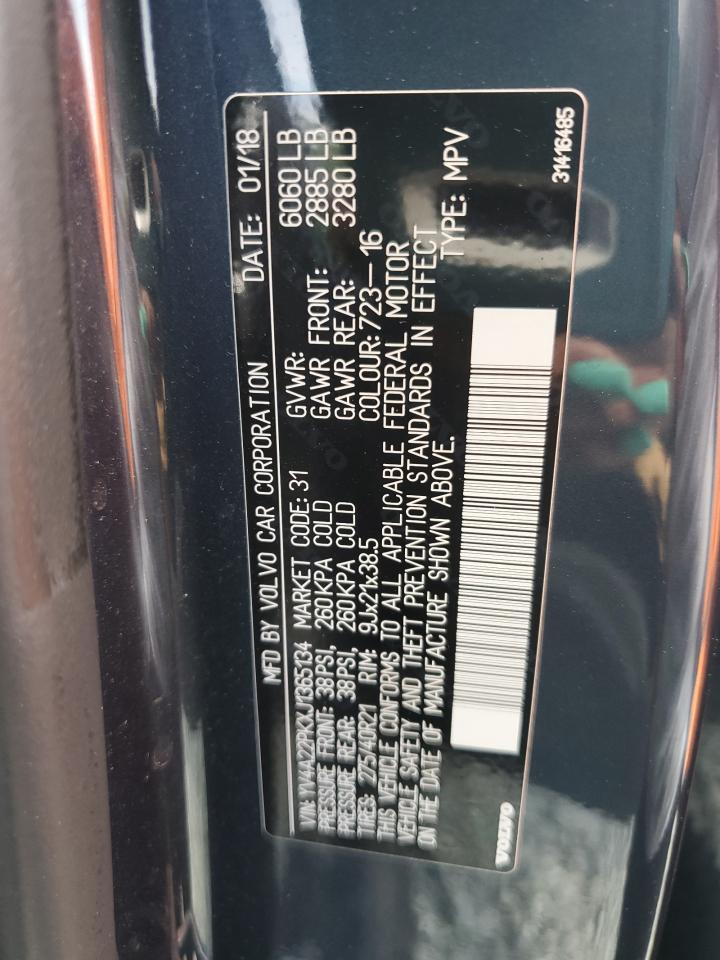 MFD BY VOLVO CAR CORPORATION DATE: 01/18
VIN: YV4A22PKXJ1365134 MARKET CODE: 31 GVWR: 6060 LB
PRESSURE FRONT: 38PSI, 260KPA COLD GAWR FRONT: 2885 LB
PRESSURE REAR: 38PSI, 260KPA COLD GAWR REAR: 3280 LB
TIRES: 275/40R21 RIM: 9Jx21x38.5 COLOUR: 723-16
THIS VEHICLE CONFORMS TO ALL APPLICABLE FEDERAL MOTOR
VEHICLE SAFETY AND THEFT PREVENTION STANDARDS IN EFFECT
ON THE DATE OF MANUFACTURE SHOWN ABOVE. TYPE: MPV
VOLVO 31416485